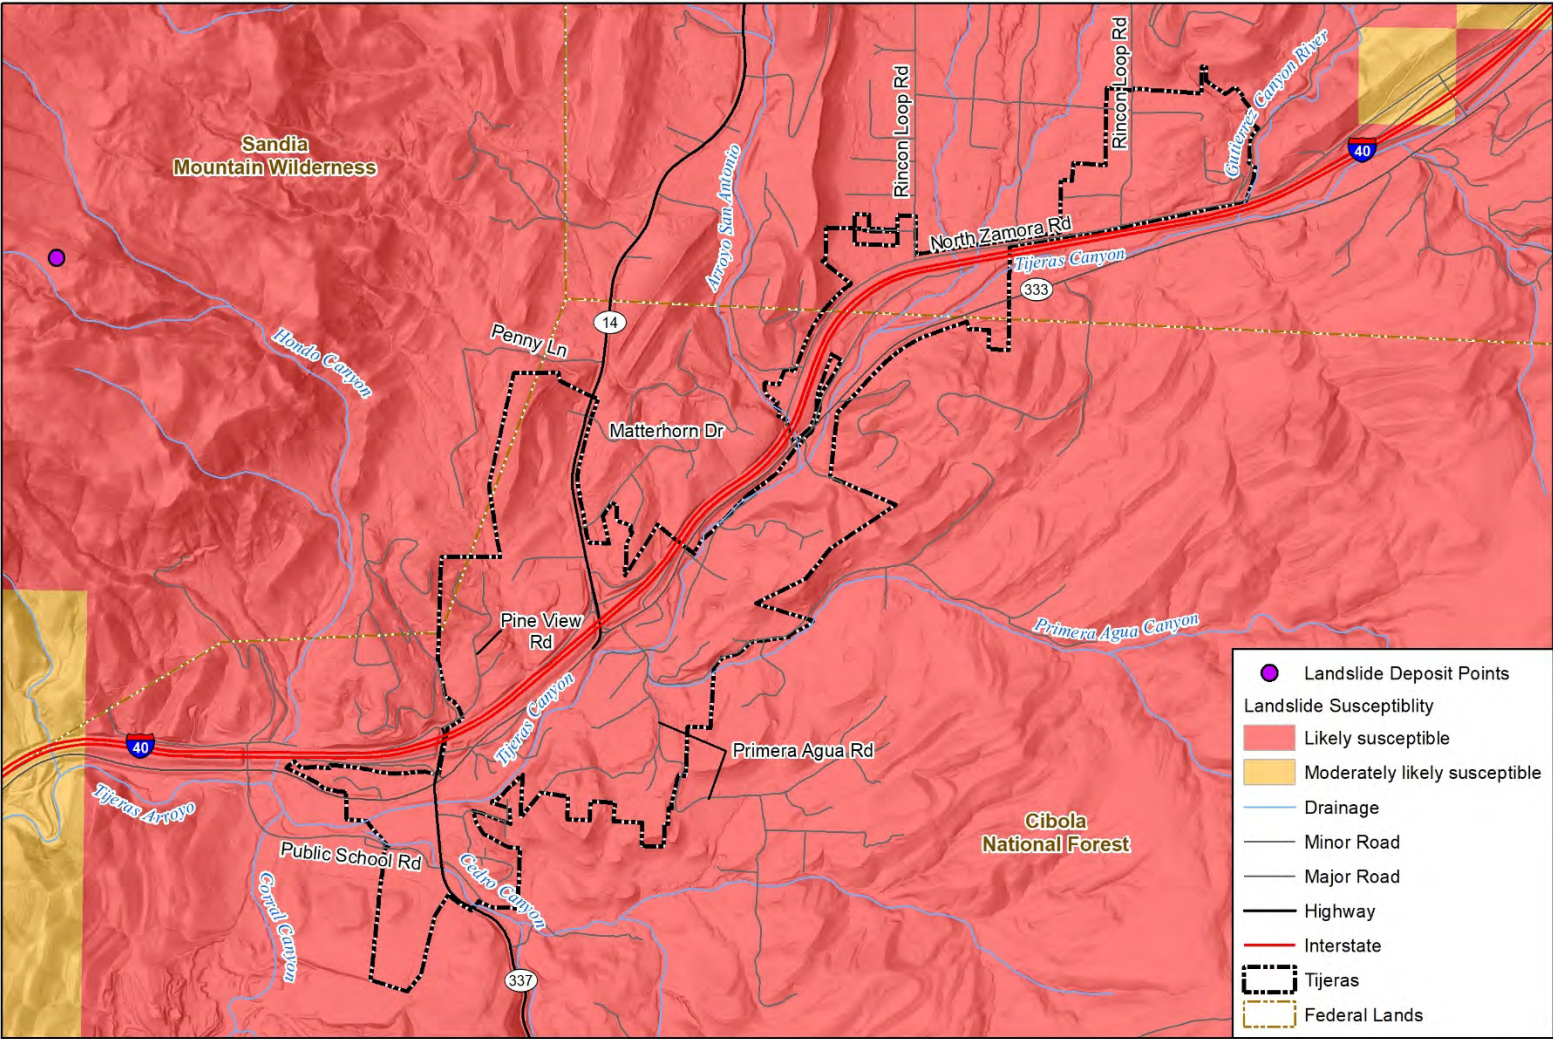 Sandia
Mountain Wilderness
Rincon Loop Rd
Rincon Loop Rd
Gutierrez Canyon River
40
Arroyo San Antonio
North Zamora Rd
Tijeras Canyon
333
Hondo Canyon
14
Penny Ln
Matterhorn Dr
Pine View
Rd
Primera Agua Canyon
Tijeras Canyon
40
Primera Agua Rd
Tijeras Arroyo
Public School Rd
Cedro Canyon
Corral Canyon
337
Cibola
National Forest
Landslide Deposit Points
Landslide Susceptiblity
Likely susceptible
Moderately likely susceptible
Drainage
Minor Road
Major Road
Highway
Interstate
Tijeras
Federal Lands